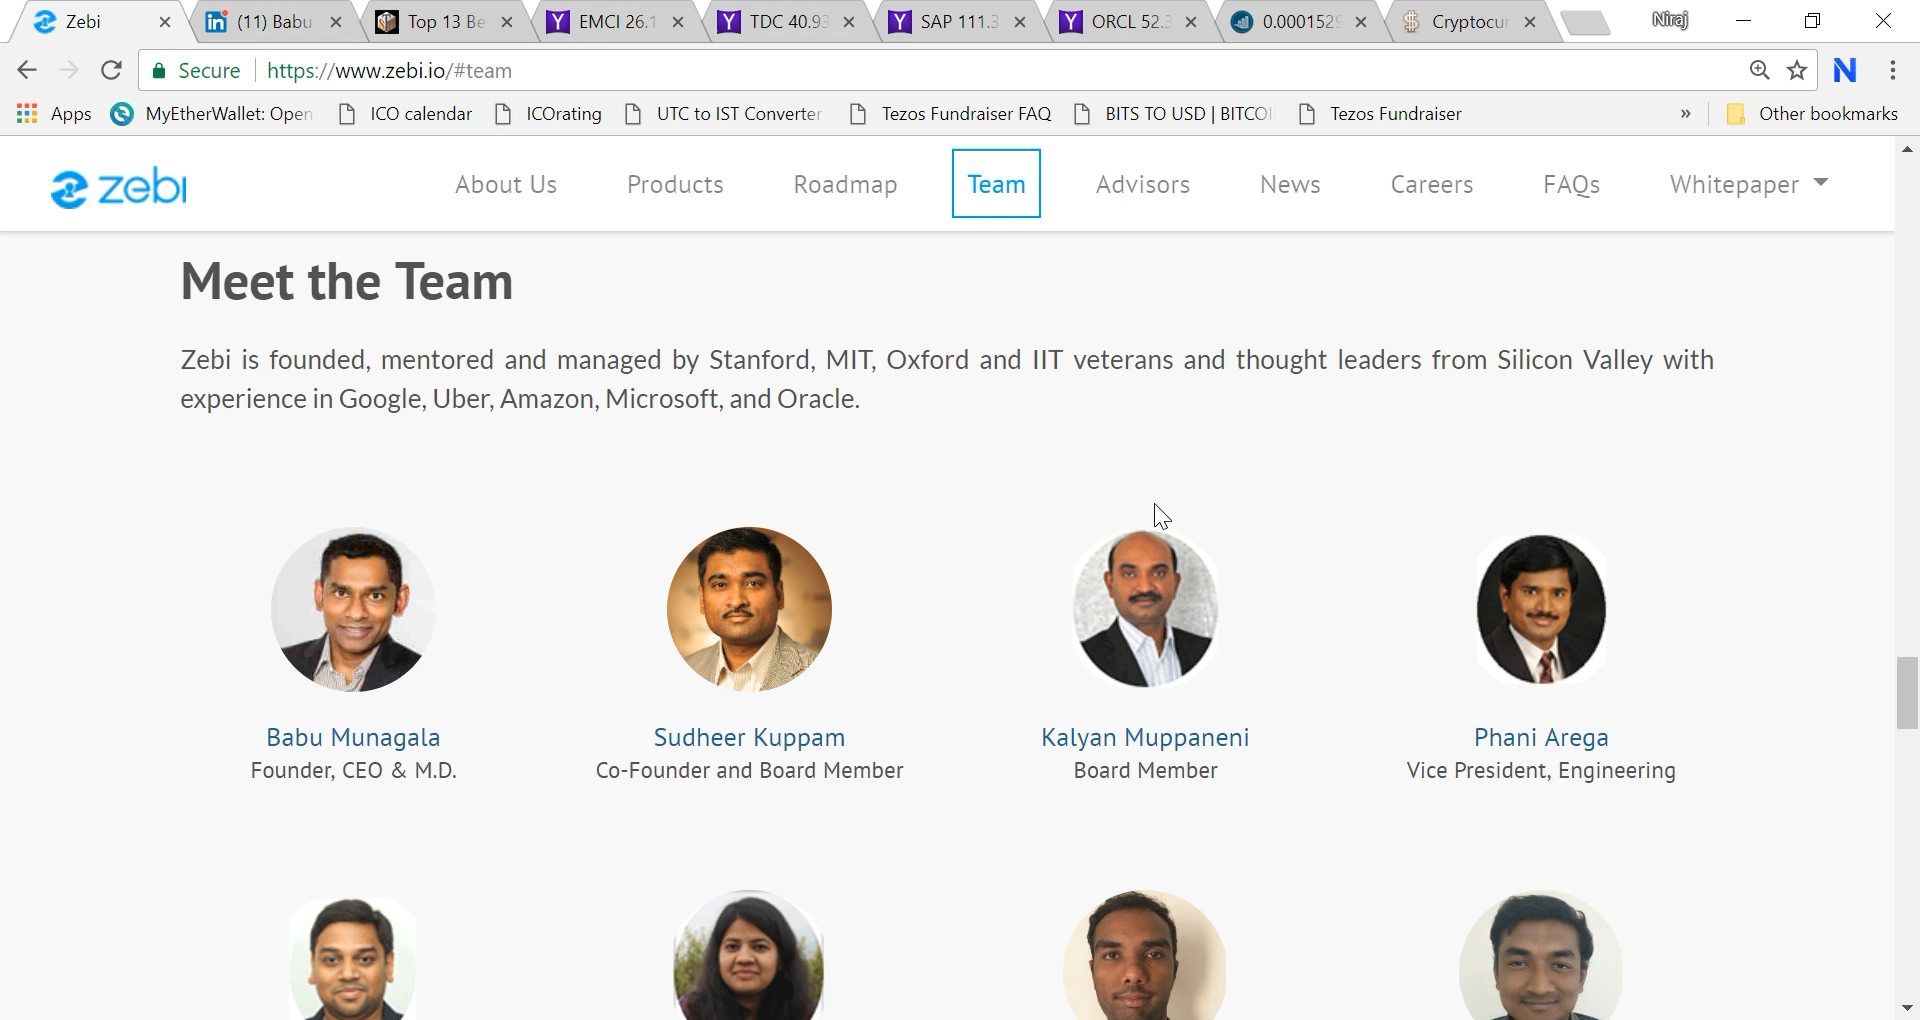 Zebi
(11) Babu
Top 13 Be
EMCI 26.1
TDC 40.93
SAP 111.3
ORCL 52.3
0.0001529
Cryptocur
Niraj
Secure
https://www.zebi.io/#team
N
Apps
MyEtherWallet: Open
ICO calendar
ICOrating
UTC to IST Converter
Tezos Fundraiser FAQ
BITS TO USD | BITCOI
Tezos Fundraiser
»
Other bookmarks
zebi
About Us
Products
Roadmap
Team
Advisors
News
Careers
FAQs
Whitepaper
Meet the Team
Zebi is founded, mentored and managed by Stanford, MIT, Oxford and IIT veterans and thought leaders from Silicon Valley with
experience in Google, Uber, Amazon, Microsoft, and Oracle.
Babu Munagala
Founder, CEO & M.D.
Sudheer Kuppam
Co-Founder and Board Member
Kalyan Muppaneni
Board Member
Phani Arega
Vice President, Engineering